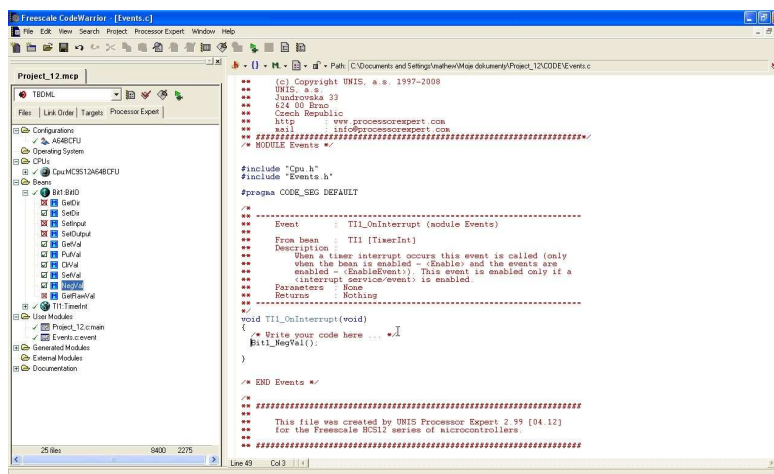 Freescale CodeWarrior - [Events.c]
File Edit View Search Project Processor Expert Window Help
Path: C:\Documents and Settings\mathew\Moje dokumenty\Project_12\CODE\Events.c
Project_12.mcp
TBDML
Files Link Order Targets Processor Expert
Configurations
A64BCFU
Operating System
CPUs
Cpu:MC9S12A64BCFU
Beans
Bit1:BitIO
GetDir
SetDir
SetInput
SetOutput
GetVal
PutVal
ClrVal
SetVal
NegVal
GetRawVal
TI1:TimerInt
User Modules
Project_12.c:main
Events.c:event
Generated Modules
External Modules
Documentation
25 files 8400 2275
** (c) Copyright UNIS, a.s. 1997-2008
** UNIS, a.s.
** Jundrovska 33
** 624 00 Brno
** Czech Republic
** http : www.processorexpert.com
** mail : info@processorexpert.com
** ###################################################################*/
/* MODULE Events */
#include "Cpu.h"
#include "Events.h"
#pragma CODE_SEG DEFAULT
/*
** ===================================================================
** Event : TI1_OnInterrupt (module Events)
**
** From bean : TI1 [TimerInt]
** Description :
** When a timer interrupt occurs this event is called (only
** when the bean is enabled - <Enable> and the events are
** enabled - <EnableEvent>). This event is enabled only if a
** <interrupt service/event> is enabled.
** Parameters : None
** Returns : Nothing
** ===================================================================
*/
void TI1_OnInterrupt(void)
{
/* Write your code here ... */
Bit1_NegVal();
}
/* END Events */
/*
** ###################################################################
**
** This file was created by UNIS Processor Expert 2.99 [04.12]
** for the Freescale HCS12 series of microcontrollers.
**
** ###################################################################
Line 49 Col 3